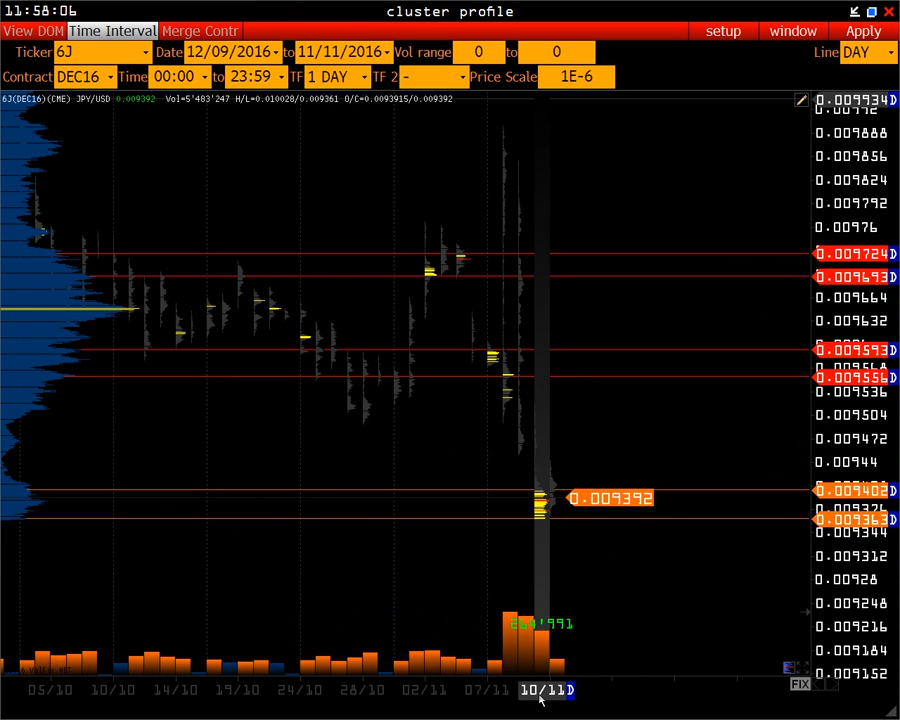 11:58:06 cluster profile
View DOM Time Interval Merge Contr setup window Apply
Ticker 6J Date 12/09/2016 to 11/11/2016 Vol range 0 to 0 Line DAY
Contract DEC16 Time 00:00 to 23:59 TF 1 DAY TF 2 - Price Scale 1E-6
6J(DEC16)(CME) JPY/USD 0.009392 Vol=5'483'247 H/L=0.010028/0.009361 O/C=0.0093915/0.009392
0.009934 D
0.009888
0.009856
0.009824
0.009792
0.00976
0.009724 D
0.009693 D
0.009664
0.009632
0.009593 D
0.009556 D
0.009536
0.009504
0.009472
0.00944
0.009402 D
0.009392
0.009376
0.009363 D
0.009344
0.009312
0.00928
0.009248
0.009216
0.009184
0.009152
FIX
05/10 10/10 14/10 19/10 24/10 28/10 02/11 07/11 10/11 D